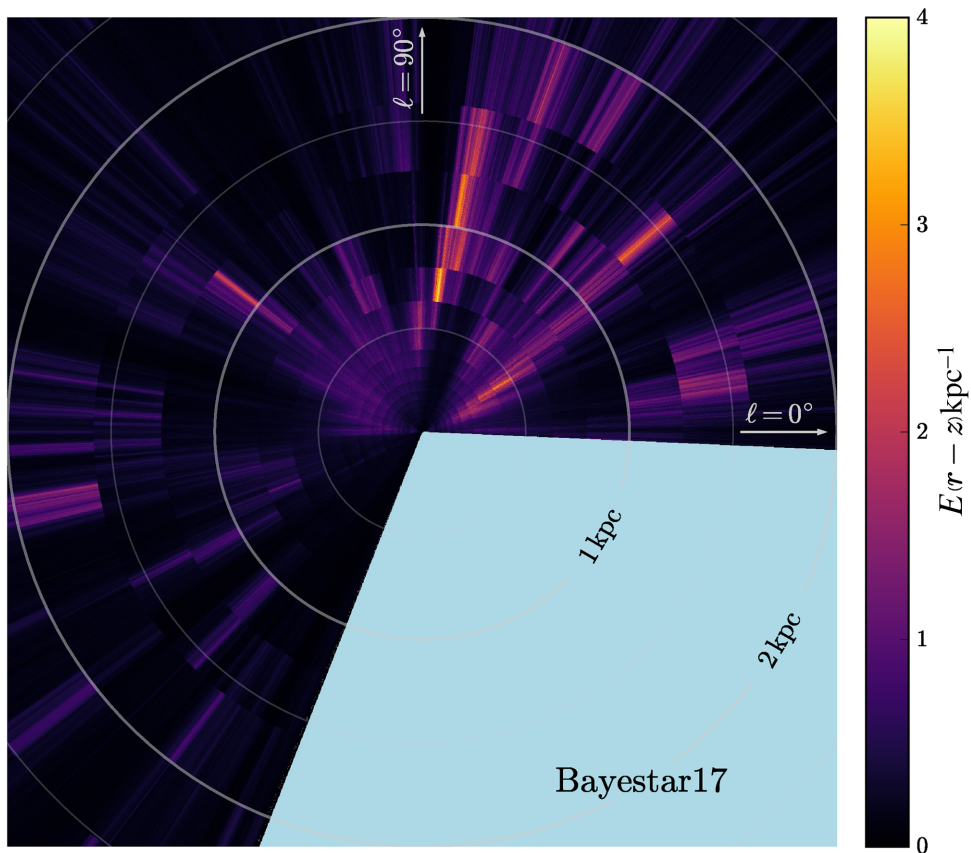 ℓ = 90°
ℓ = 0°
1 kpc
2 kpc
Bayestar17
4
3
2
1
0
E(r − z)kpc⁻¹